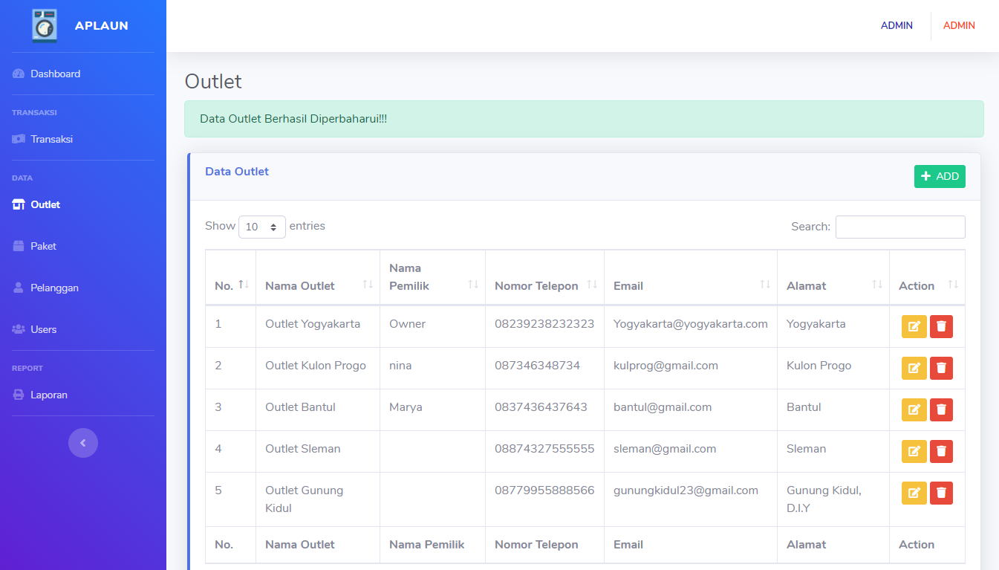 APLAUN
ADMIN
ADMIN
Dashboard
TRANSAKSI
Transaksi
DATA
Outlet
Paket
Pelanggan
Users
REPORT
Laporan
Outlet
Data Outlet Berhasil Diperbaharui!!!
Data Outlet
ADD
Show 10 entries
Search:
No. Nama Outlet Nama Pemilik Nomor Telepon Email Alamat Action
1 Outlet Yogyakarta Owner 08239238232323 Yogyakarta@yogyakarta.com Yogyakarta
2 Outlet Kulon Progo nina 087346348734 kulprog@gmail.com Kulon Progo
3 Outlet Bantul Marya 0837436437643 bantul@gmail.com Bantul
4 Outlet Sleman 08874327555555 sleman@gmail.com Sleman
5 Outlet Gunung Kidul 08779955888566 gunungkidul23@gmail.com Gunung Kidul, D.I.Y
No. Nama Outlet Nama Pemilik Nomor Telepon Email Alamat Action